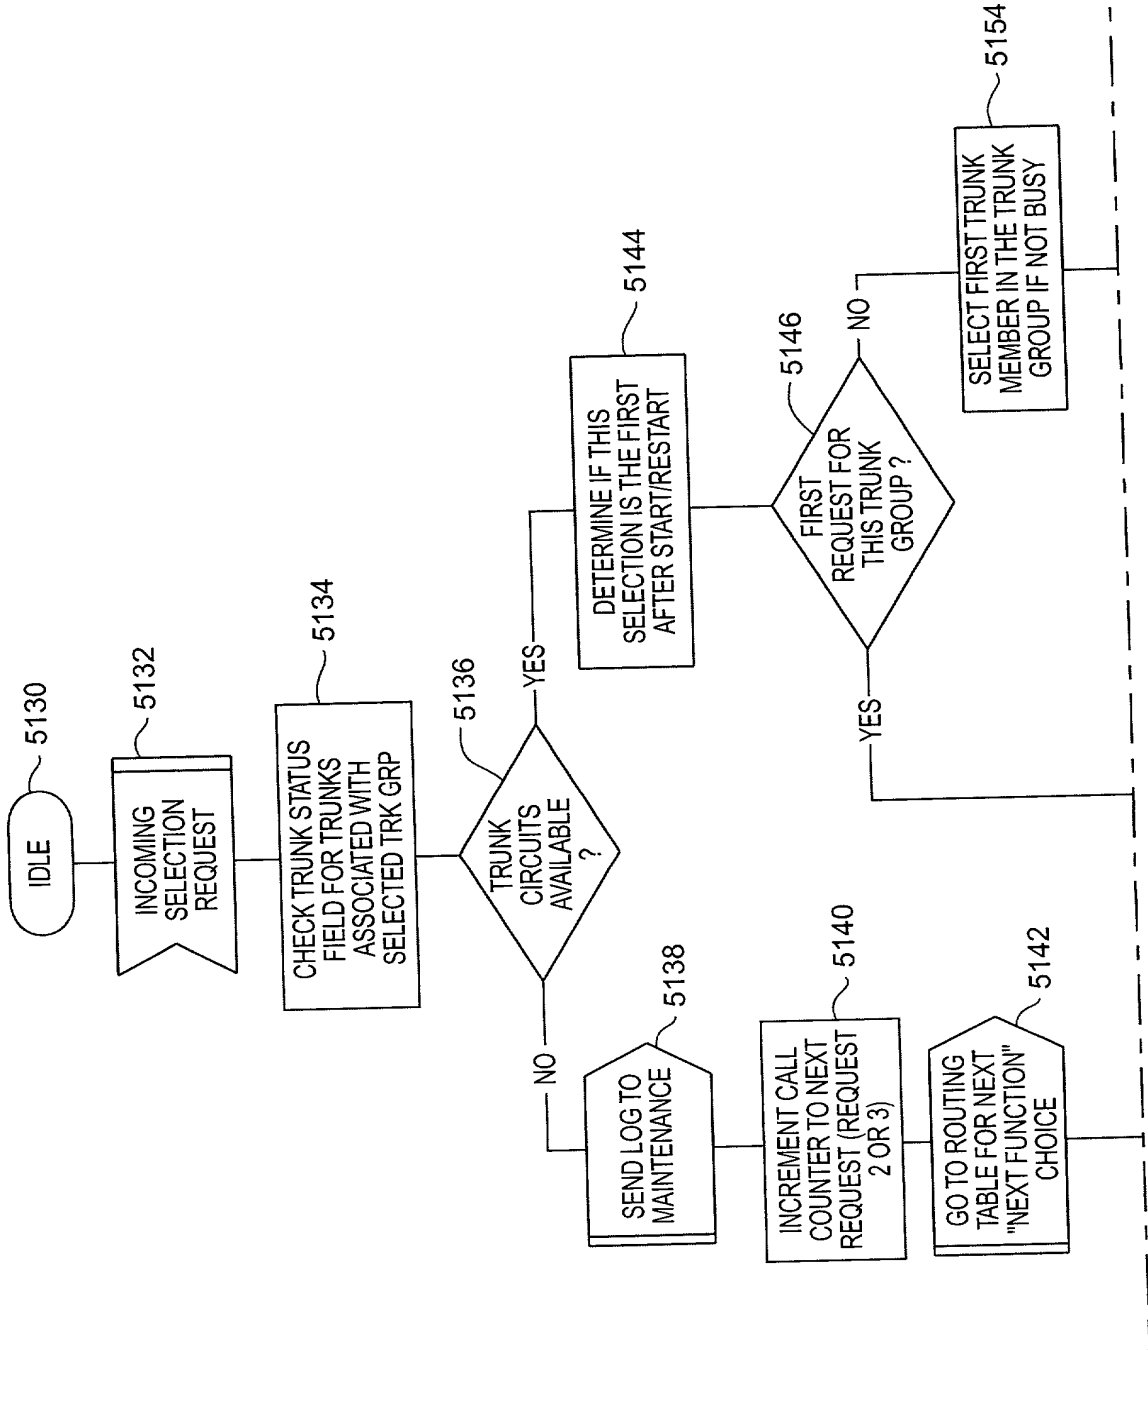 IDLE
5130
INCOMING
SELECTION
REQUEST
5132
CHECK TRUNK STATUS
FIELD FOR TRUNKS
ASSOCIATED WITH
SELECTED TRK GRP
5134
TRUNK
CIRCUITS
AVAILABLE
?
5136
NO
YES
SEND LOG TO
MAINTENANCE
5138
INCREMENT CALL
COUNTER TO NEXT
REQUEST (REQUEST
2 OR 3)
5140
GO TO ROUTING
TABLE FOR NEXT
"NEXT FUNCTION"
CHOICE
5142
DETERMINE IF THIS
SELECTION IS THE FIRST
AFTER START/RESTART
5144
FIRST
REQUEST FOR
THIS TRUNK
GROUP ?
5146
YES
NO
SELECT FIRST TRUNK
MEMBER IN THE TRUNK
GROUP IF NOT BUSY
5154